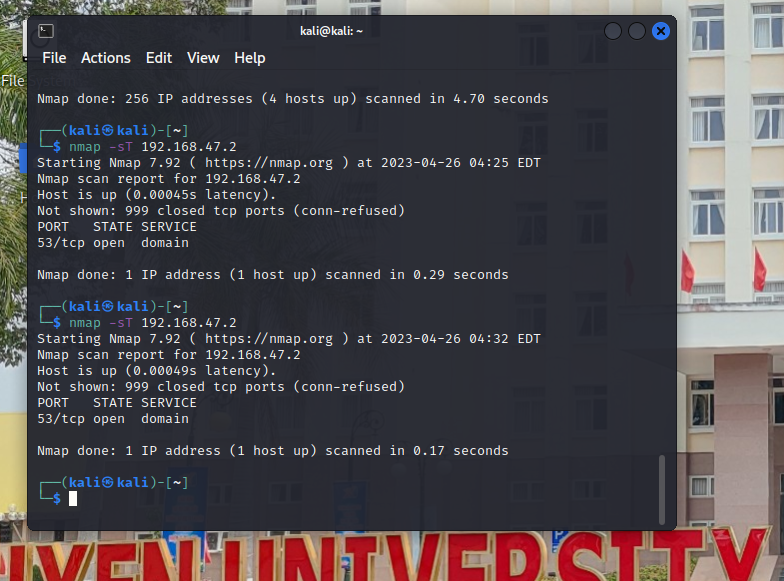 kali@kali: ~
File Actions Edit View Help
File
Nmap done: 256 IP addresses (4 hosts up) scanned in 4.70 seconds
┌──(kali㉿kali)-[~]
└─$ nmap -sT 192.168.47.2
Starting Nmap 7.92 ( https://nmap.org ) at 2023-04-26 04:25 EDT
Nmap scan report for 192.168.47.2
Host is up (0.00045s latency).
Not shown: 999 closed tcp ports (conn-refused)
PORT   STATE SERVICE
53/tcp open  domain
Nmap done: 1 IP address (1 host up) scanned in 0.29 seconds
┌──(kali㉿kali)-[~]
└─$ nmap -sT 192.168.47.2
Starting Nmap 7.92 ( https://nmap.org ) at 2023-04-26 04:32 EDT
Nmap scan report for 192.168.47.2
Host is up (0.00049s latency).
Not shown: 999 closed tcp ports (conn-refused)
PORT   STATE SERVICE
53/tcp open  domain
Nmap done: 1 IP address (1 host up) scanned in 0.17 seconds
┌──(kali㉿kali)-[~]
└─$
UYEN UNIVERSITY